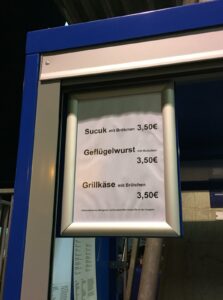 Sucuk mit Brötchen 3,50€
Geflügelwurst mit Brötchen
3,50€
Grillkäse mit Brötchen
3,50€